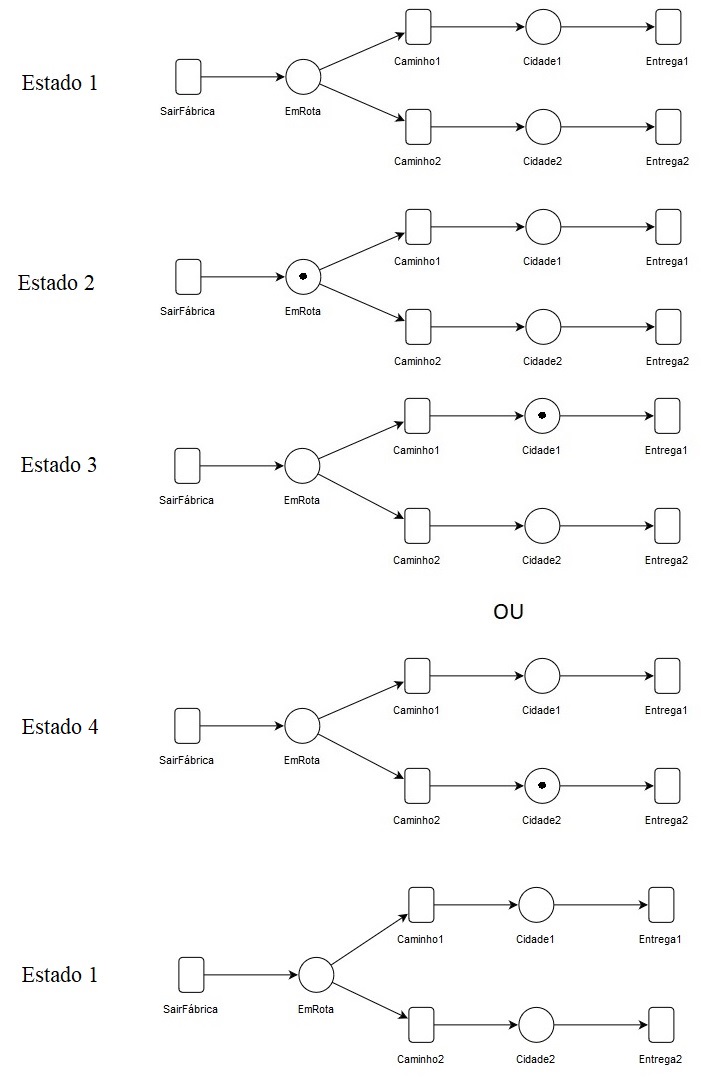 Caminho1 Cidade1 Entrega1
Estado 1
SairFábrica EmRota
Caminho2 Cidade2 Entrega2
Caminho1 Cidade1 Entrega1
Estado 2
SairFábrica EmRota
Caminho2 Cidade2 Entrega2
Caminho1 Cidade1 Entrega1
Estado 3
SairFábrica EmRota
Caminho2 Cidade2 Entrega2
OU
Caminho1 Cidade1 Entrega1
Estado 4
SairFábrica EmRota
Caminho2 Cidade2 Entrega2
Caminho1 Cidade1 Entrega1
Estado 1
SairFábrica EmRota
Caminho2 Cidade2 Entrega2